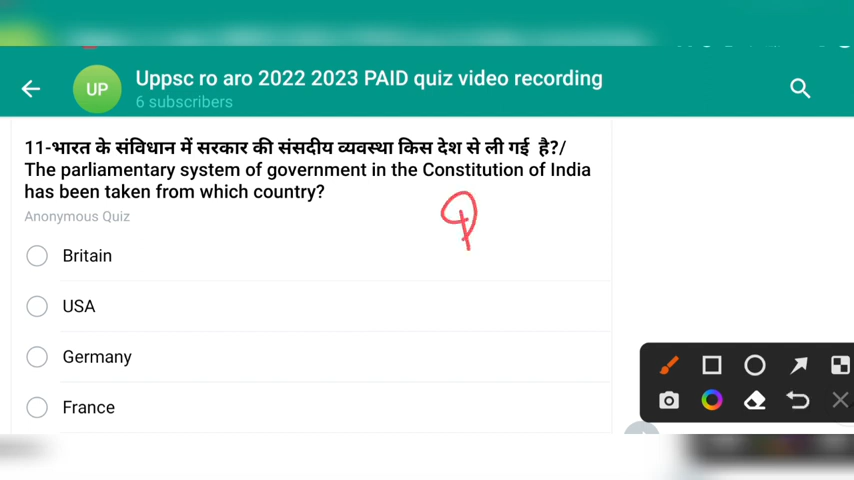 UP
Uppsc ro aro 2022 2023 PAID quiz video recording
6 subscribers
11-भारत के संविधान में सरकार की संसदीय व्यवस्था किस देश से ली गई है?/
The parliamentary system of government in the Constitution of India
has been taken from which country?
Anonymous Quiz
Britain
USA
Germany
France